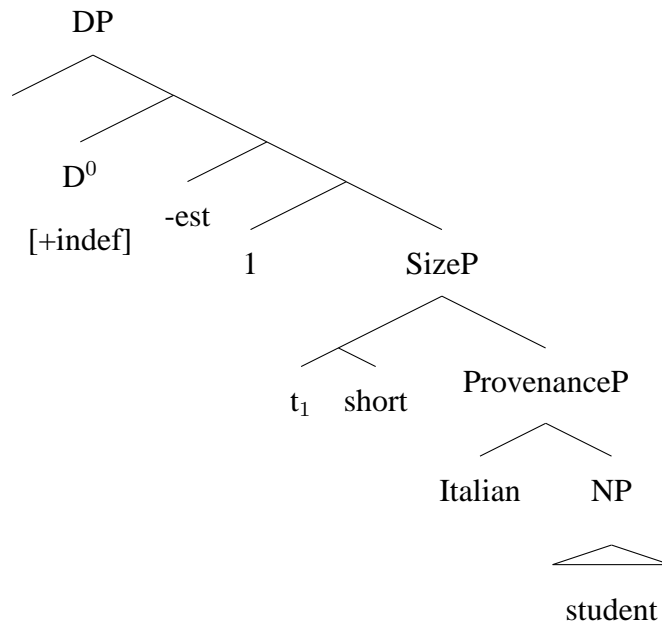 DP
D⁰
[+indef]
-est
1
SizeP
t₁ short
ProvenanceP
Italian NP
student